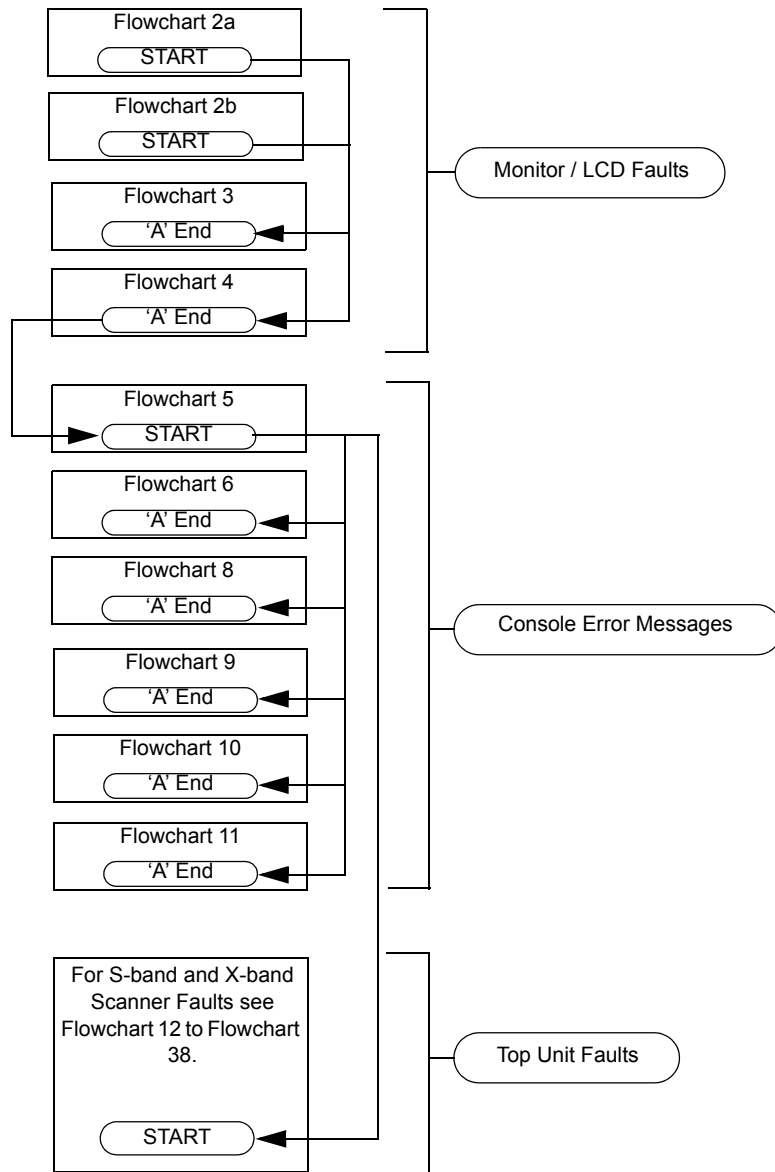 Flowchart 2a
START
Flowchart 2b
START
Flowchart 3
‘A’ End
Flowchart 4
‘A’ End
Monitor / LCD Faults
Flowchart 5
START
Flowchart 6
‘A’ End
Flowchart 8
‘A’ End
Flowchart 9
‘A’ End
Flowchart 10
‘A’ End
Flowchart 11
‘A’ End
Console Error Messages
For S-band and X-band
Scanner Faults see
Flowchart 12 to Flowchart
38.
START
Top Unit Faults